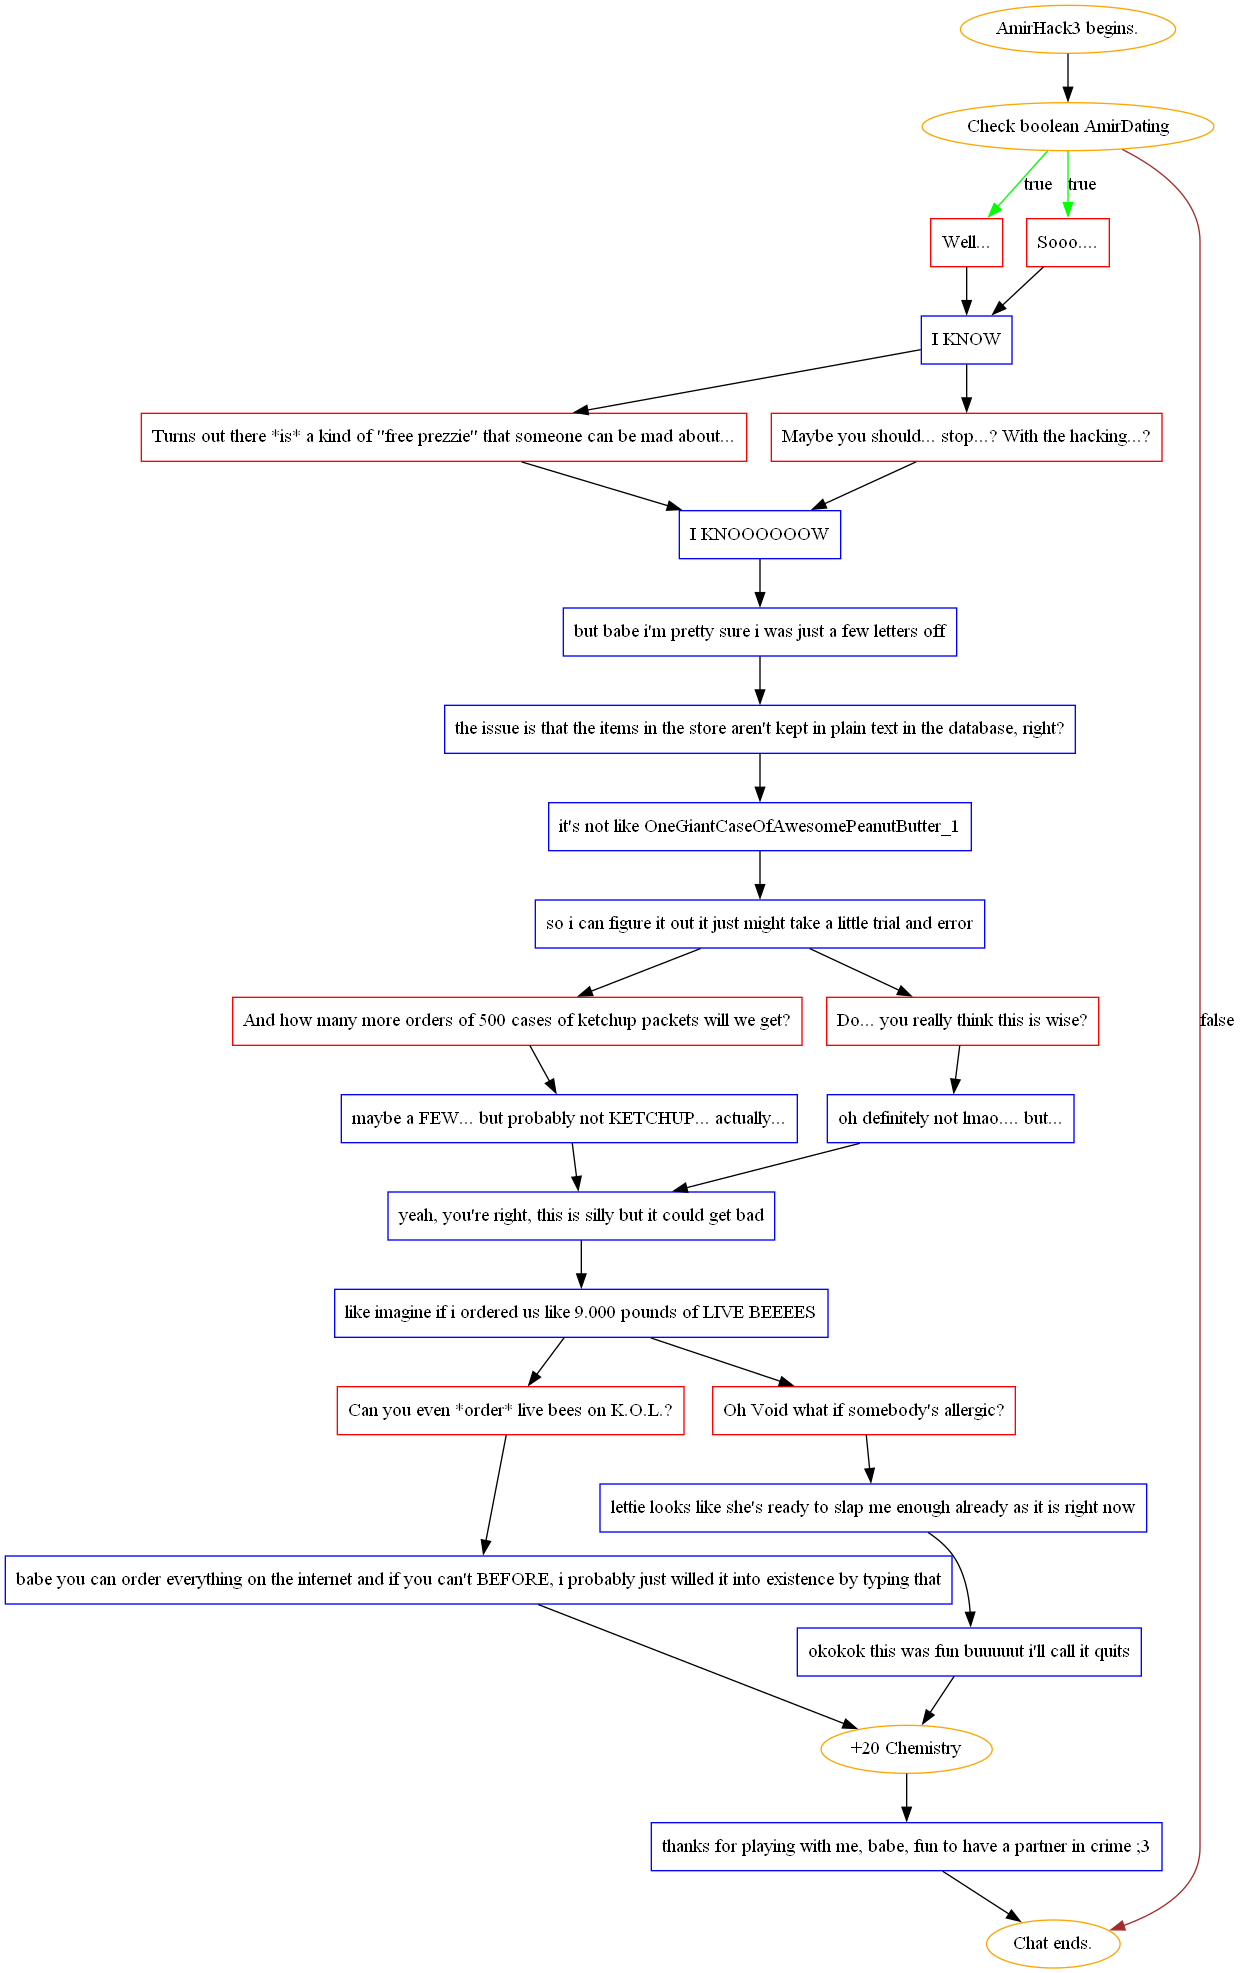 AmirHack3 begins.
Check boolean AmirDating
true
true
Well...
Sooo....
I KNOW
Turns out there *is* a kind of "free prezzie" that someone can be mad about...
Maybe you should... stop...? With the hacking...?
I KNOOOOOOW
but babe i'm pretty sure i was just a few letters off
the issue is that the items in the store aren't kept in plain text in the database, right?
it's not like OneGiantCaseOfAwesomePeanutButter_1
so i can figure it out it just might take a little trial and error
And how many more orders of 500 cases of ketchup packets will we get?
Do... you really think this is wise?
false
maybe a FEW... but probably not KETCHUP... actually...
oh definitely not lmao.... but...
yeah, you're right, this is silly but it could get bad
like imagine if i ordered us like 9.000 pounds of LIVE BEEEES
Can you even *order* live bees on K.O.L.?
Oh Void what if somebody's allergic?
lettie looks like she's ready to slap me enough already as it is right now
babe you can order everything on the internet and if you can't BEFORE, i probably just willed it into existence by typing that
okokok this was fun buuuuut i'll call it quits
+20 Chemistry
thanks for playing with me, babe, fun to have a partner in crime ;3
Chat ends.